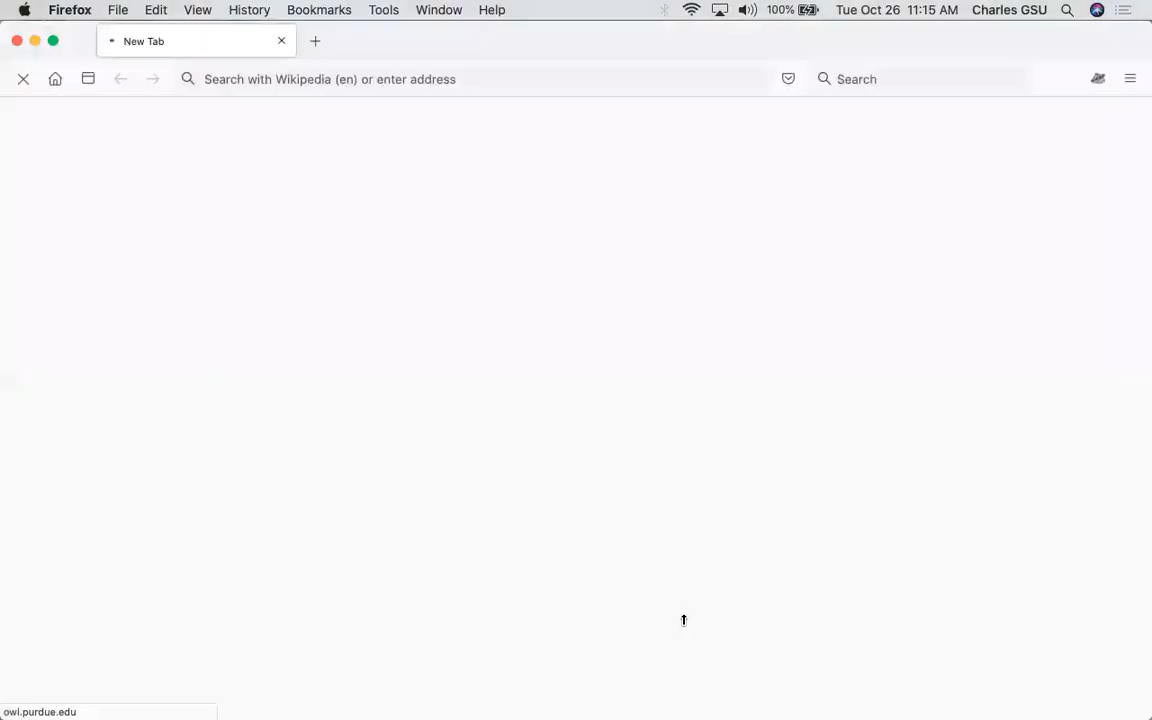 Firefox File Edit View History Bookmarks Tools Window Help 100% Tue Oct 26 11:15 AM Charles GSU
New Tab
Search with Wikipedia (en) or enter address Search
owl.purdue.edu